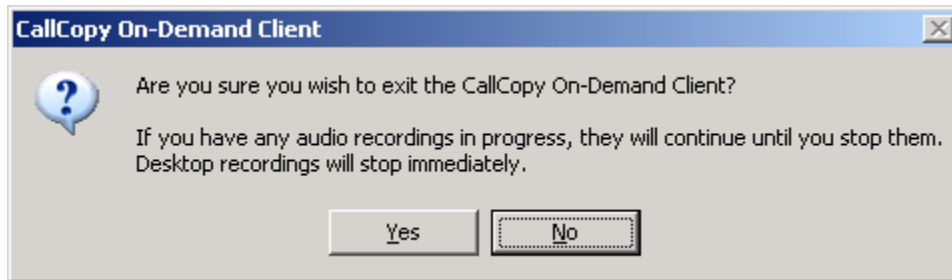 CallCopy On-Demand Client
Are you sure you wish to exit the CallCopy On-Demand Client?
If you have any audio recordings in progress, they will continue until you stop them.
Desktop recordings will stop immediately.
Yes
No